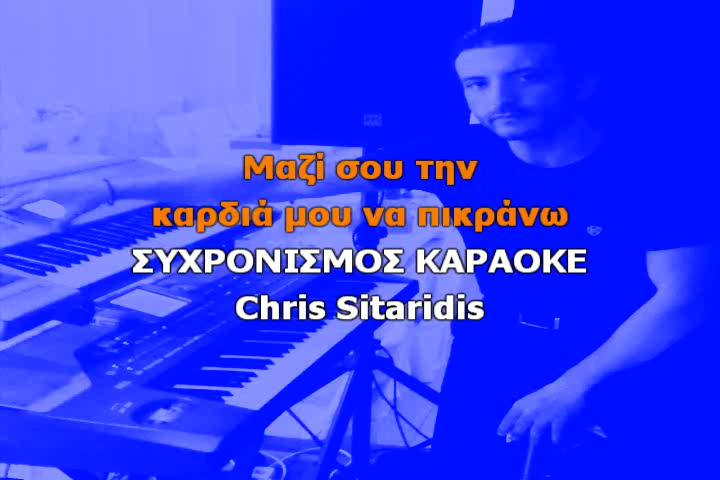 Μαζί σου την
καρδιά μου να πικράνω
ΣΥΧΡΟΝΙΣΜΟΣ ΚΑΡΑΟΚΕ
Chris Sitaridis